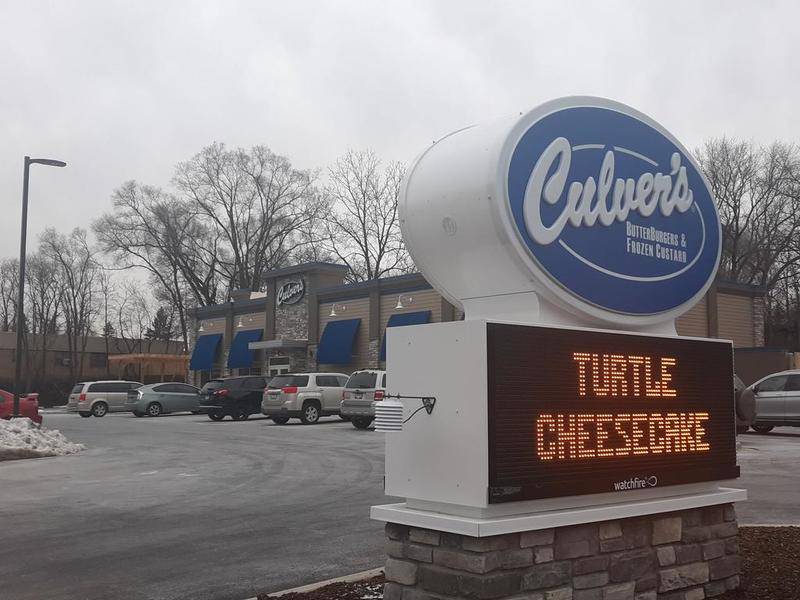 Culver's
ButterBurgers &
Frozen Custard
TURTLE
CHEESECAKE
watchfire
Culver's